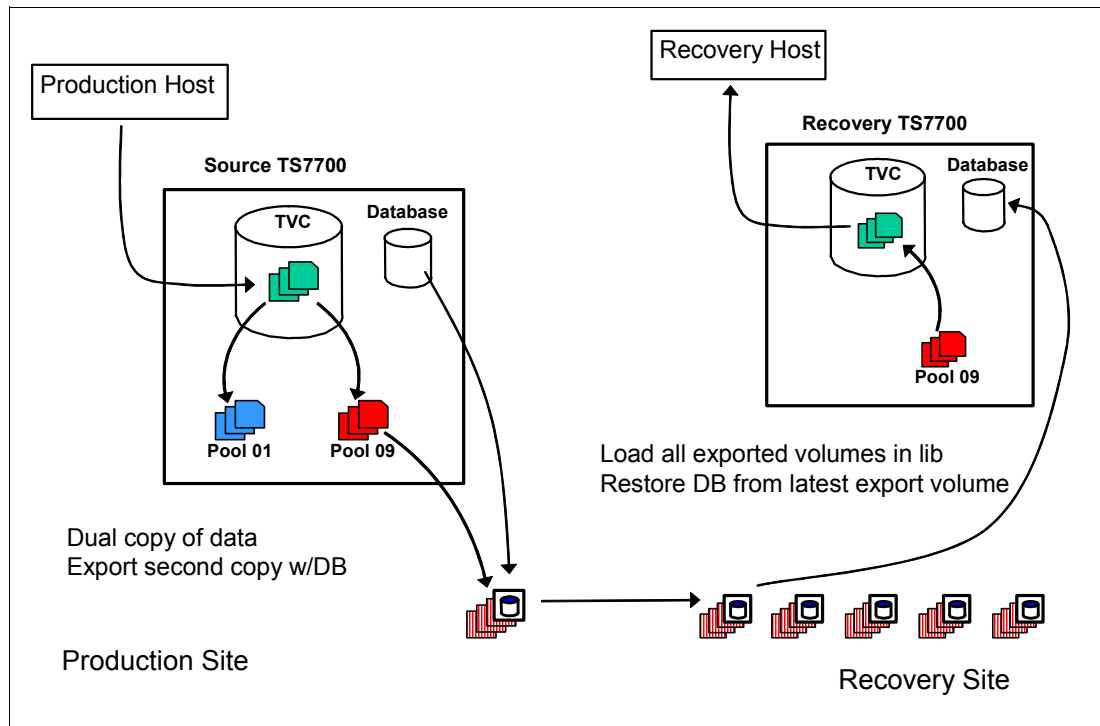 Production Host
Source TS7700
TVC
Database
Pool 01
Pool 09
Dual copy of data
Export second copy w/DB
Production Site
Recovery Host
Recovery TS7700
TVC
Database
Pool 09
Load all exported volumes in lib
Restore DB from latest export volume
Recovery Site